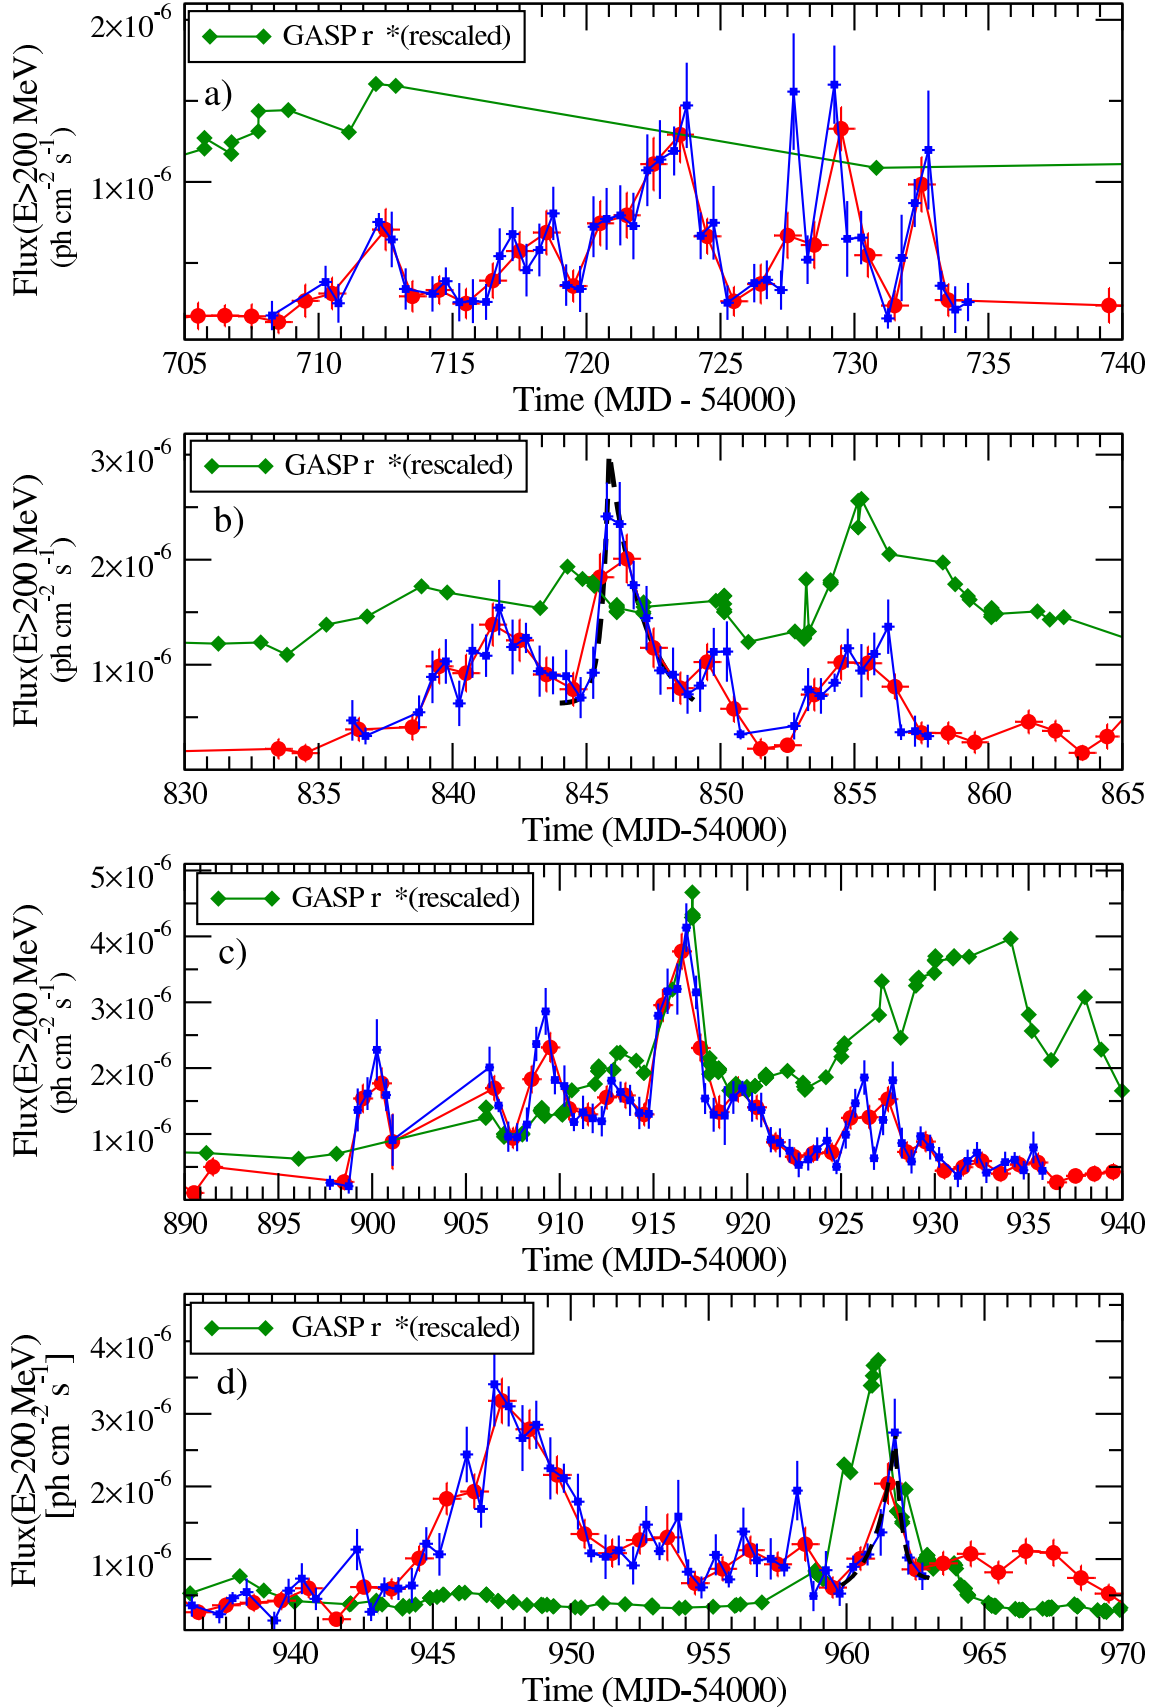 2×10⁻⁶
GASP r *(rescaled)
a)
Flux(E>200 MeV)
(ph cm⁻² s⁻¹)
1×10⁻⁶
705 710 715 720 725 730 735 740
Time (MJD - 54000)
3×10⁻⁶
GASP r *(rescaled)
b)
Flux(E>200 MeV)
(ph cm⁻² s⁻¹)
2×10⁻⁶
1×10⁻⁶
830 835 840 845 850 855 860 865
Time (MJD-54000)
5×10⁻⁶
GASP r *(rescaled)
c)
4×10⁻⁶
Flux(E>200 MeV)
(ph cm⁻² s⁻¹)
3×10⁻⁶
2×10⁻⁶
1×10⁻⁶
890 895 900 905 910 915 920 925 930 935 940
Time (MJD-54000)
GASP r *(rescaled)
4×10⁻⁶
d)
Flux(E>200 MeV)
[ph cm⁻² s⁻¹]
3×10⁻⁶
2×10⁻⁶
1×10⁻⁶
940 945 950 955 960 965 970
Time (MJD-54000)